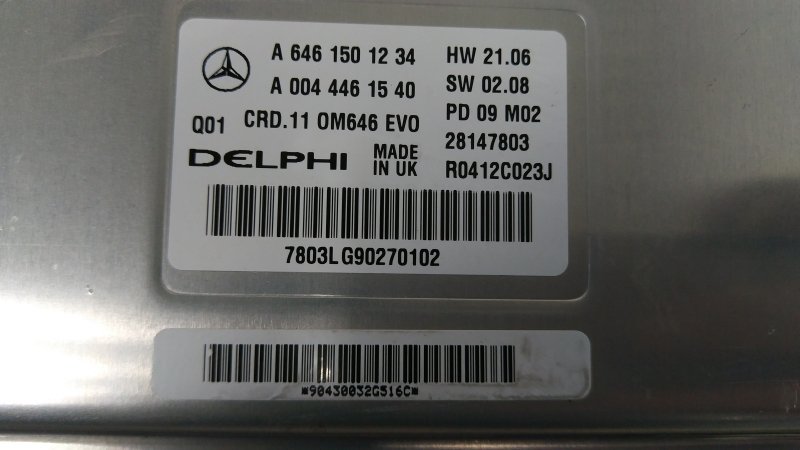 A 646 150 12 34 HW 21.06
A 004 446 15 40 SW 02.08
Q01 CRD.11 OM646 EVO PD 09 M02
28147803
DELPHI MADE IN UK R0412C023J
7803LG90270102
*90430032G516C*